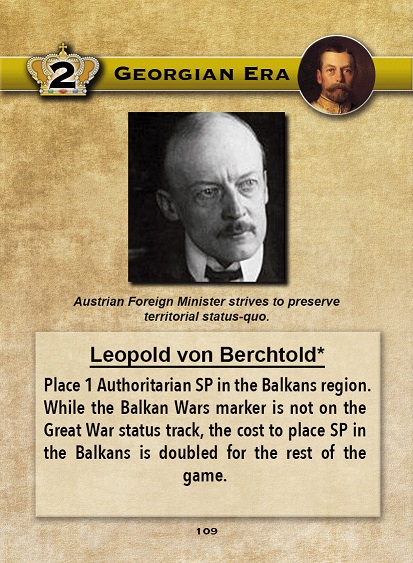 2 Georgian Era
Austrian Foreign Minister strives to preserve
territorial status-quo.
Leopold von Berchtold*
Place 1 Authoritarian SP in the Balkans region.
While the Balkan Wars marker is not on the
Great War status track, the cost to place SP in
the Balkans is doubled for the rest of the
game.
109